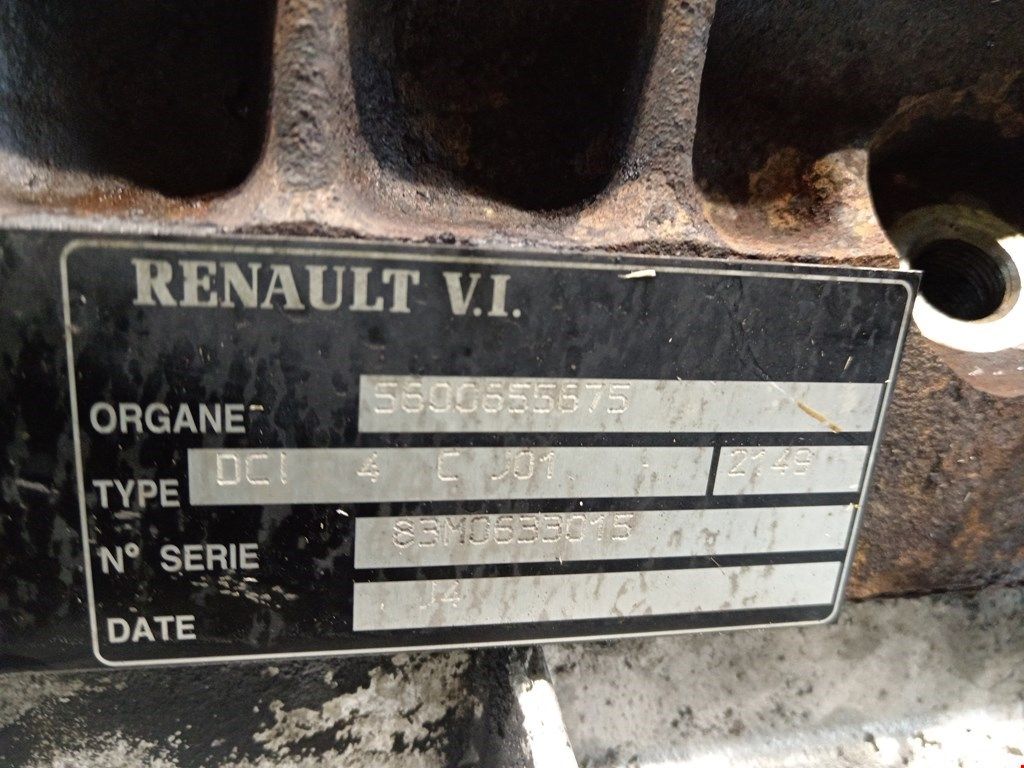 RENAULT V.I.
ORGANE 5600655675
TYPE DCI 4 C J01 2149
N° SERIE 83M0633015
DATE J4